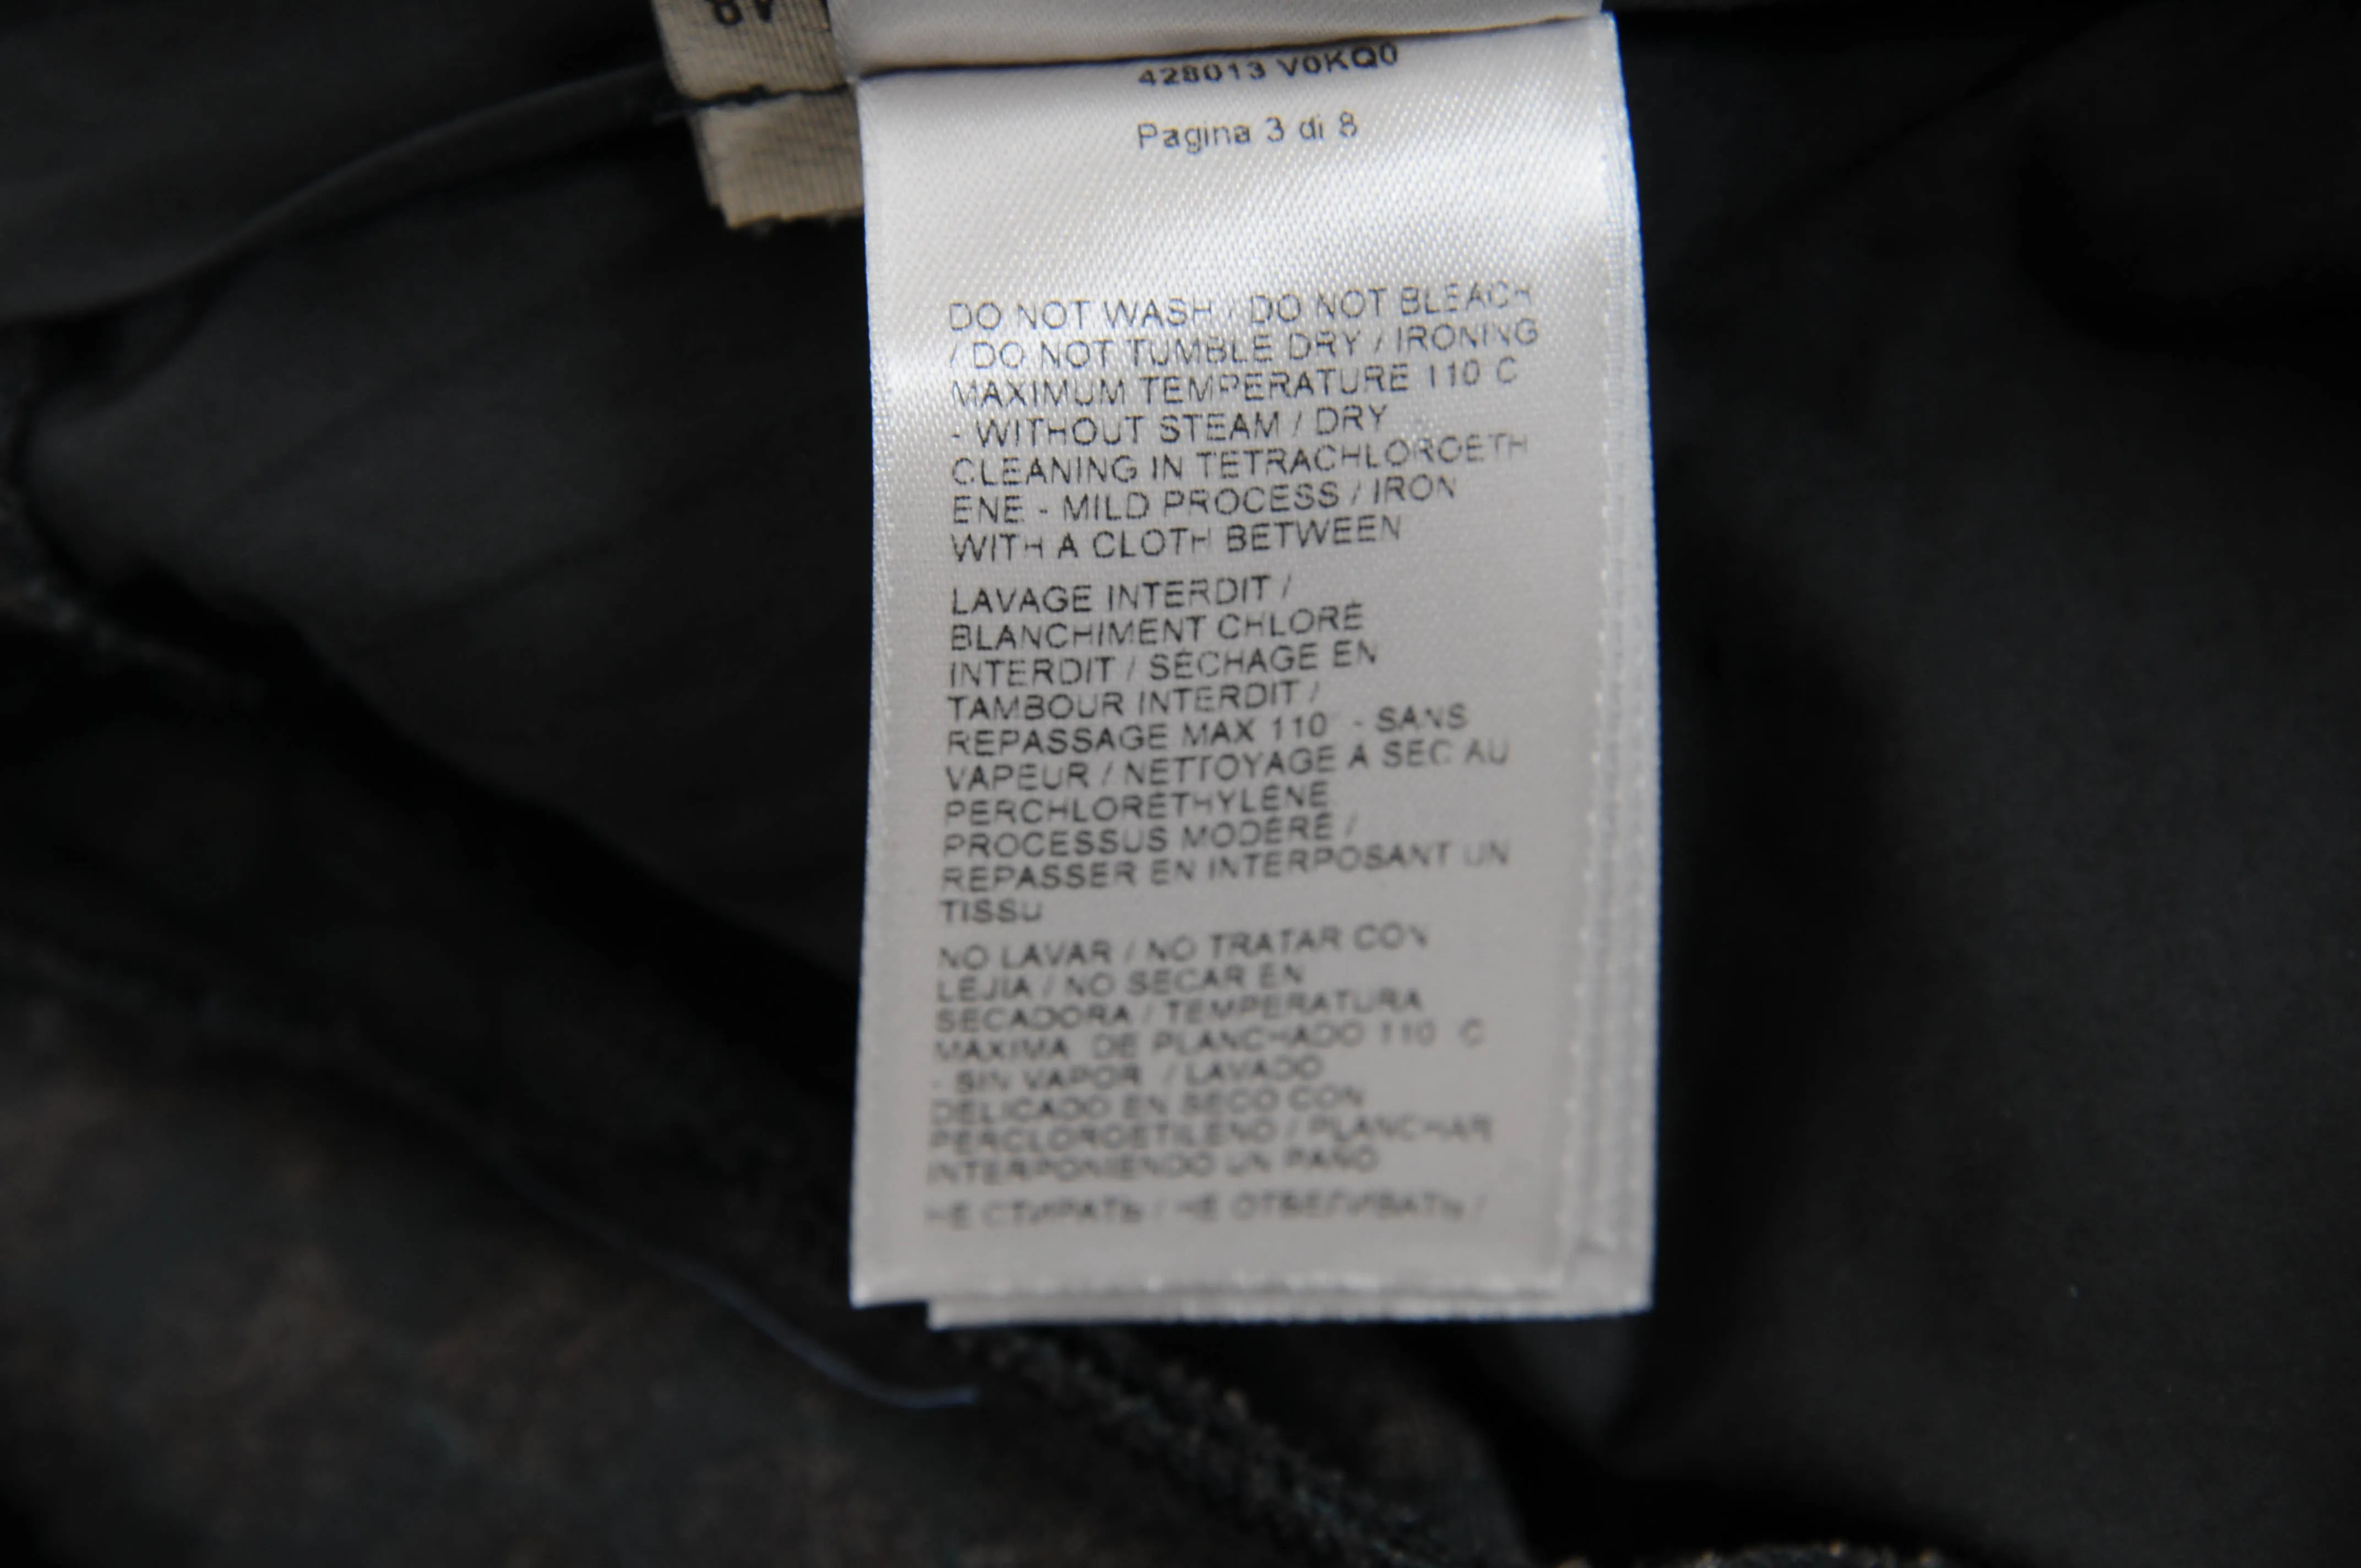 48
428013 V0KQ0
Pagina 3 di 8
DO NOT WASH / DO NOT BLEACH
/ DO NOT TUMBLE DRY / IRONING
MAXIMUM TEMPERATURE 110 C
- WITHOUT STEAM / DRY
CLEANING IN TETRACHLOROETH
ENE - MILD PROCESS / IRON
WITH A CLOTH BETWEEN
LAVAGE INTERDIT /
BLANCHIMENT CHLORÉ
INTERDIT / SÉCHAGE EN
TAMBOUR INTERDIT /
REPASSAGE MAX 110° - SANS
VAPEUR / NETTOYAGE A SEC AU
PERCHLORÉTHYLÈNE
PROCESSUS MODÉRÉ /
REPASSER EN INTERPOSANT UN
TISSU
NO LAVAR / NO TRATAR CON
LEJIA / NO SECAR EN
SECADORA / TEMPERATURA
MAXIMA DE PLANCHADO 110 C
- SIN VAPOR / LAVADO
DELICADO EN SECO CON
PERCLOROETILENO / PLANCHAR
INTERPONIENDO UN PAÑO
НЕ СТИРАТЬ / НЕ ОТБЕЛИВАТЬ /